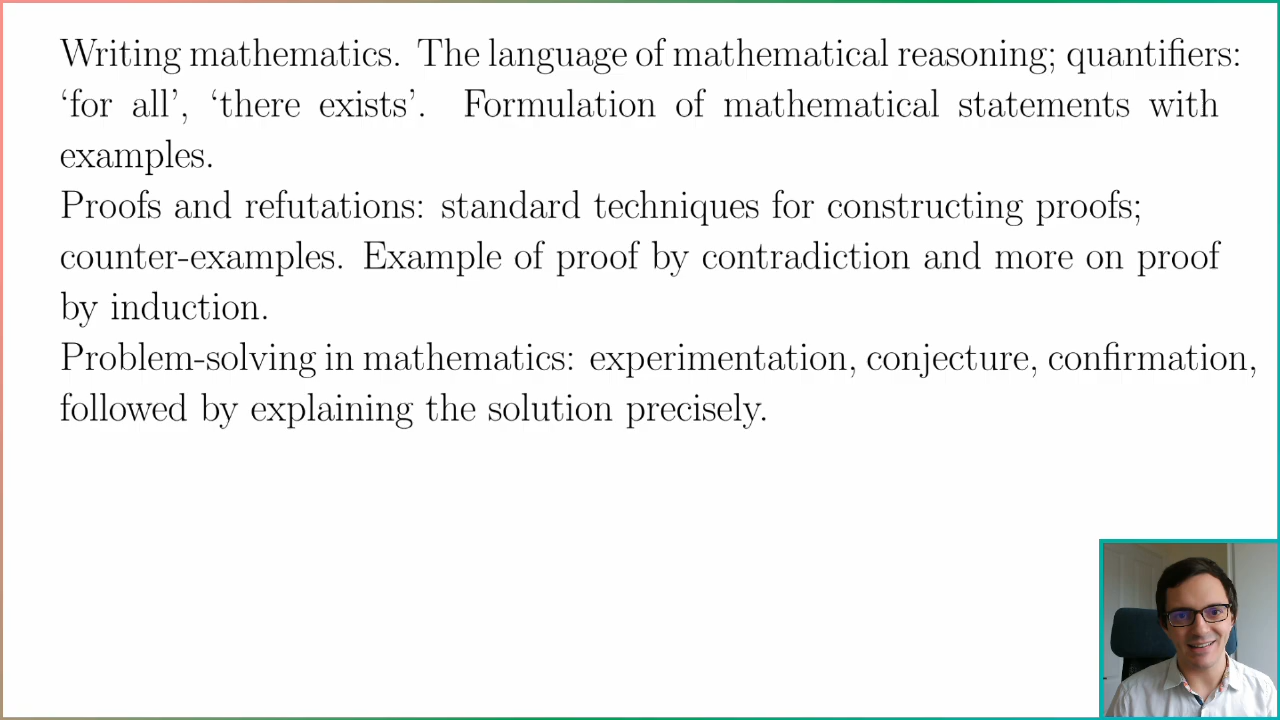 Writing mathematics. The language of mathematical reasoning; quantifiers:
‘for all’, ‘there exists’. Formulation of mathematical statements with
examples.
Proofs and refutations: standard techniques for constructing proofs;
counter-examples. Example of proof by contradiction and more on proof
by induction.
Problem-solving in mathematics: experimentation, conjecture, confirmation,
followed by explaining the solution precisely.